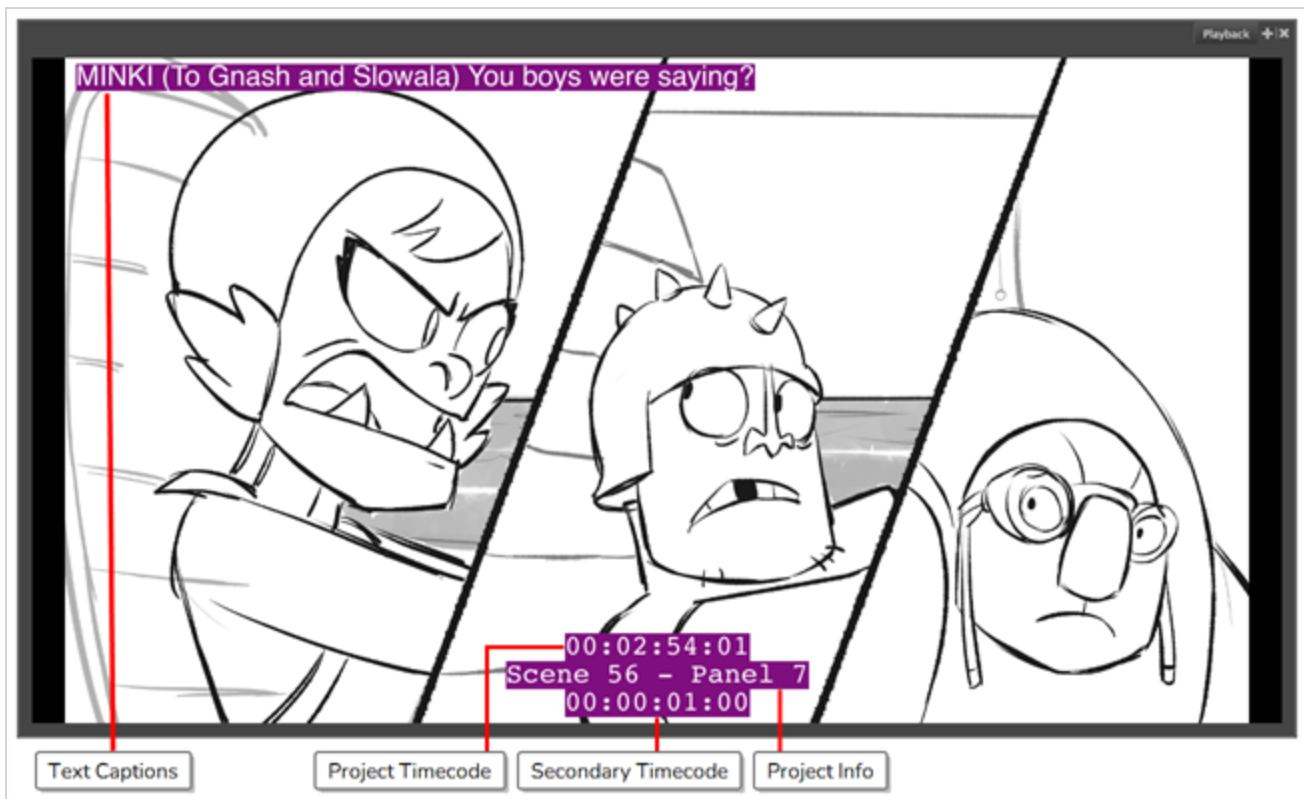 Playback
MINKI (To Gnash and Slowala) You boys were saying?
00:02:54:01
Scene 56 - Panel 7
00:00:01:00
Text Captions
Project Timecode
Secondary Timecode
Project Info